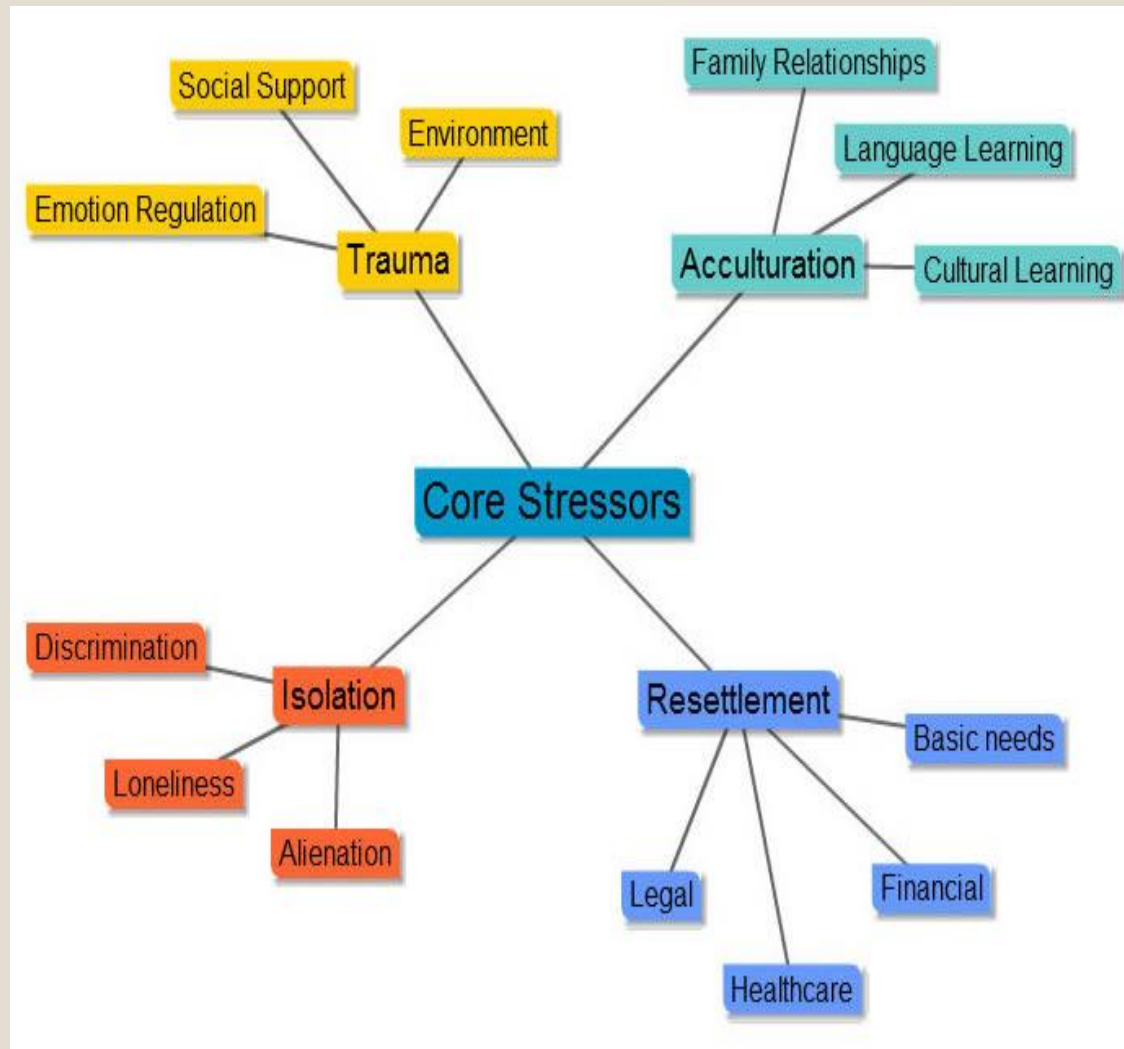 Social Support
Environment
Emotion Regulation
Trauma
Family Relationships
Language Learning
Acculturation
Cultural Learning
Core Stressors
Discrimination
Isolation
Loneliness
Alienation
Resettlement
Basic needs
Legal
Financial
Healthcare